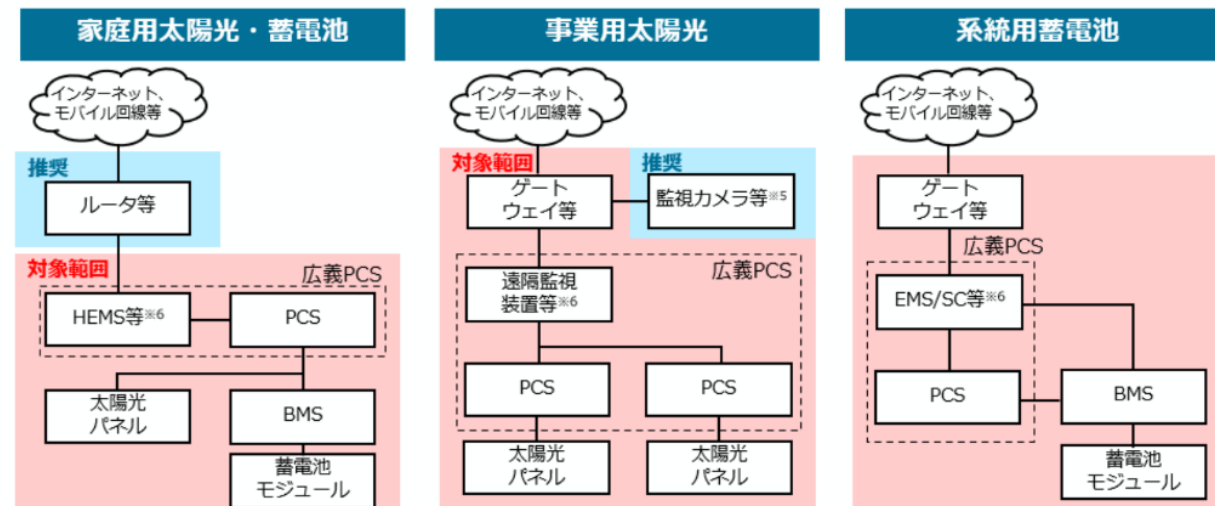 家庭用太陽光・蓄電池
インターネット、
モバイル回線等
推奨
ルータ等
対象範囲
広義PCS
HEMS等※6
PCS
太陽光
パネル
BMS
蓄電池
モジュール
事業用太陽光
インターネット、
モバイル回線等
対象範囲
推奨
ゲート
ウェイ等
監視カメラ等※5
広義PCS
遠隔監視
装置等※6
PCS
PCS
太陽光
パネル
太陽光
パネル
系統用蓄電池
インターネット、
モバイル回線等
ゲート
ウェイ等
広義PCS
EMS/SC等※6
PCS
BMS
蓄電池
モジュール